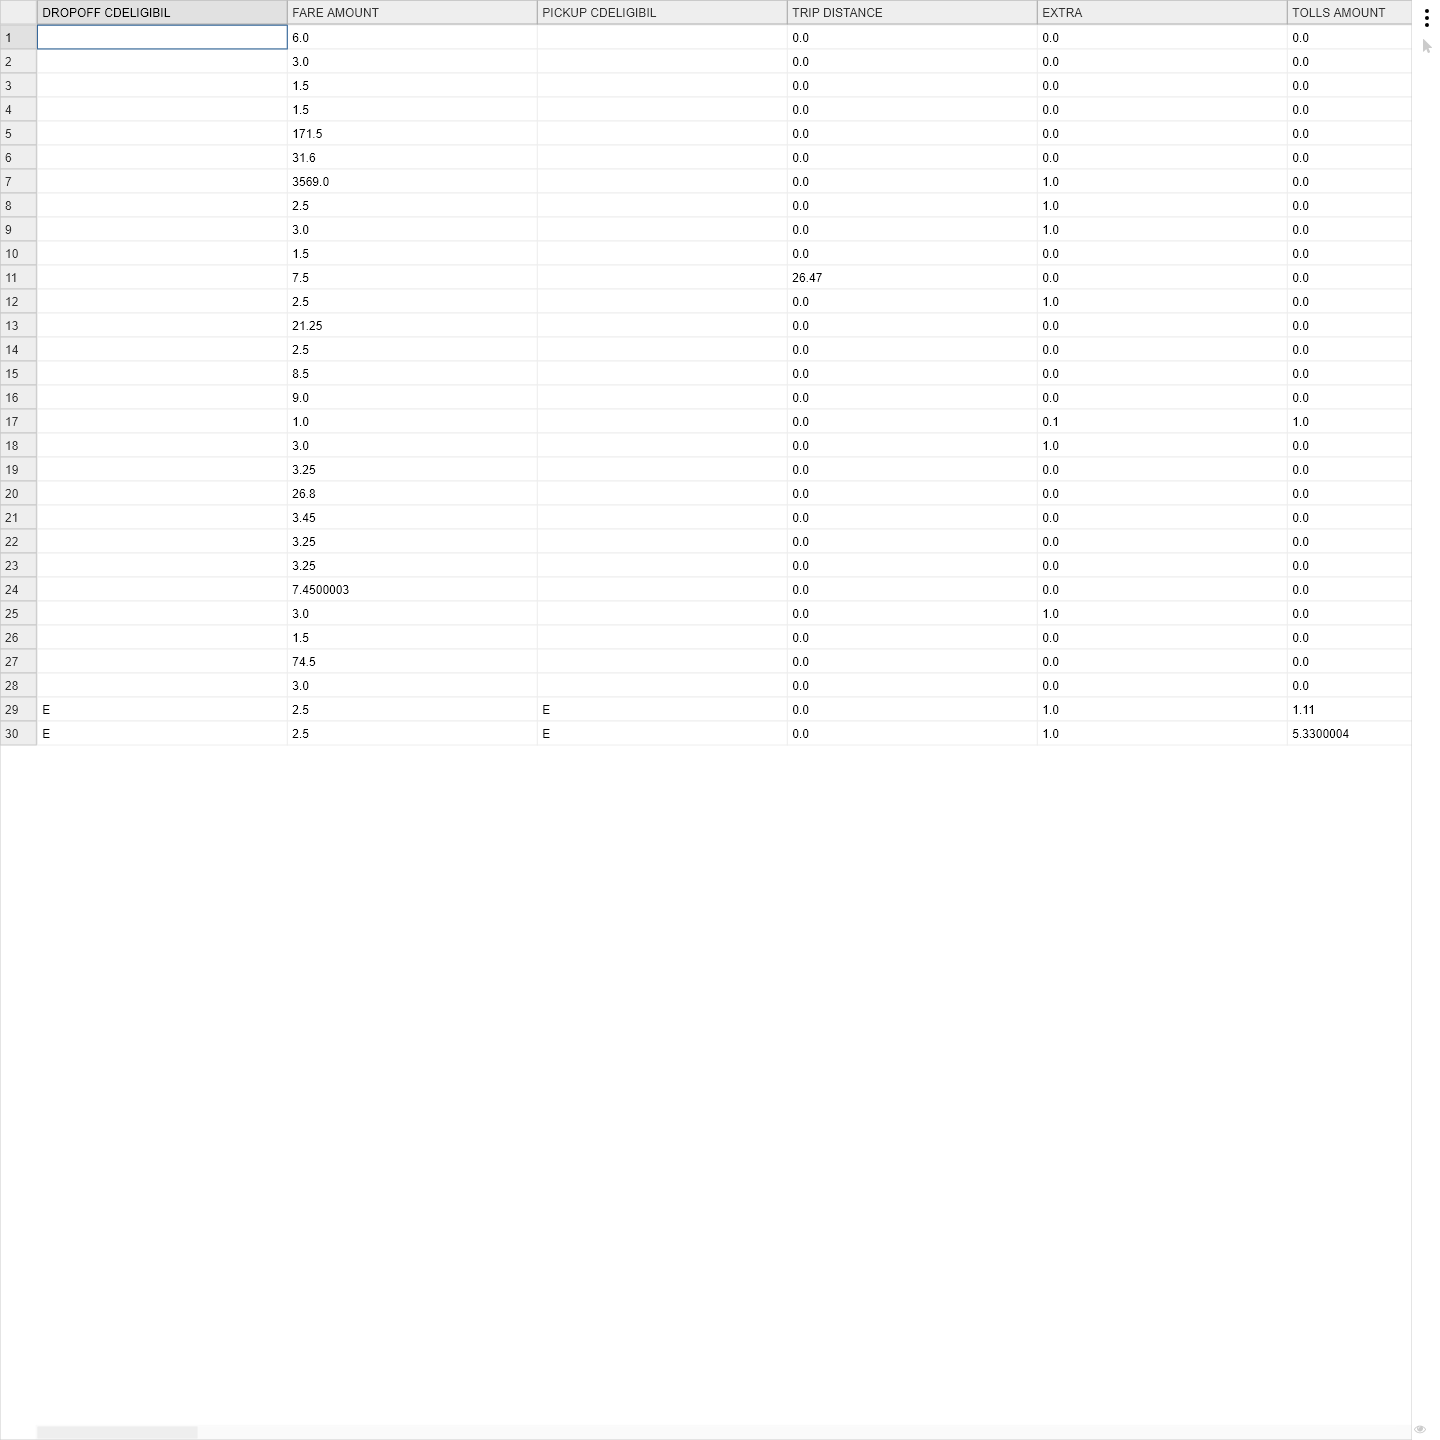 DROPOFF CDELIGIBIL FARE AMOUNT PICKUP CDELIGIBIL TRIP DISTANCE EXTRA TOLLS AMOUNT
1 6.0 0.0 0.0 0.0
2 3.0 0.0 0.0 0.0
3 1.5 0.0 0.0 0.0
4 1.5 0.0 0.0 0.0
5 171.5 0.0 0.0 0.0
6 31.6 0.0 0.0 0.0
7 3569.0 0.0 1.0 0.0
8 2.5 0.0 1.0 0.0
9 3.0 0.0 1.0 0.0
10 1.5 0.0 0.0 0.0
11 7.5 26.47 0.0 0.0
12 2.5 0.0 1.0 0.0
13 21.25 0.0 0.0 0.0
14 2.5 0.0 0.0 0.0
15 8.5 0.0 0.0 0.0
16 9.0 0.0 0.0 0.0
17 1.0 0.0 0.1 1.0
18 3.0 0.0 1.0 0.0
19 3.25 0.0 0.0 0.0
20 26.8 0.0 0.0 0.0
21 3.45 0.0 0.0 0.0
22 3.25 0.0 0.0 0.0
23 3.25 0.0 0.0 0.0
24 7.4500003 0.0 0.0 0.0
25 3.0 0.0 1.0 0.0
26 1.5 0.0 0.0 0.0
27 74.5 0.0 0.0 0.0
28 3.0 0.0 0.0 0.0
29 E 2.5 E 0.0 1.0 1.11
30 E 2.5 E 0.0 1.0 5.3300004